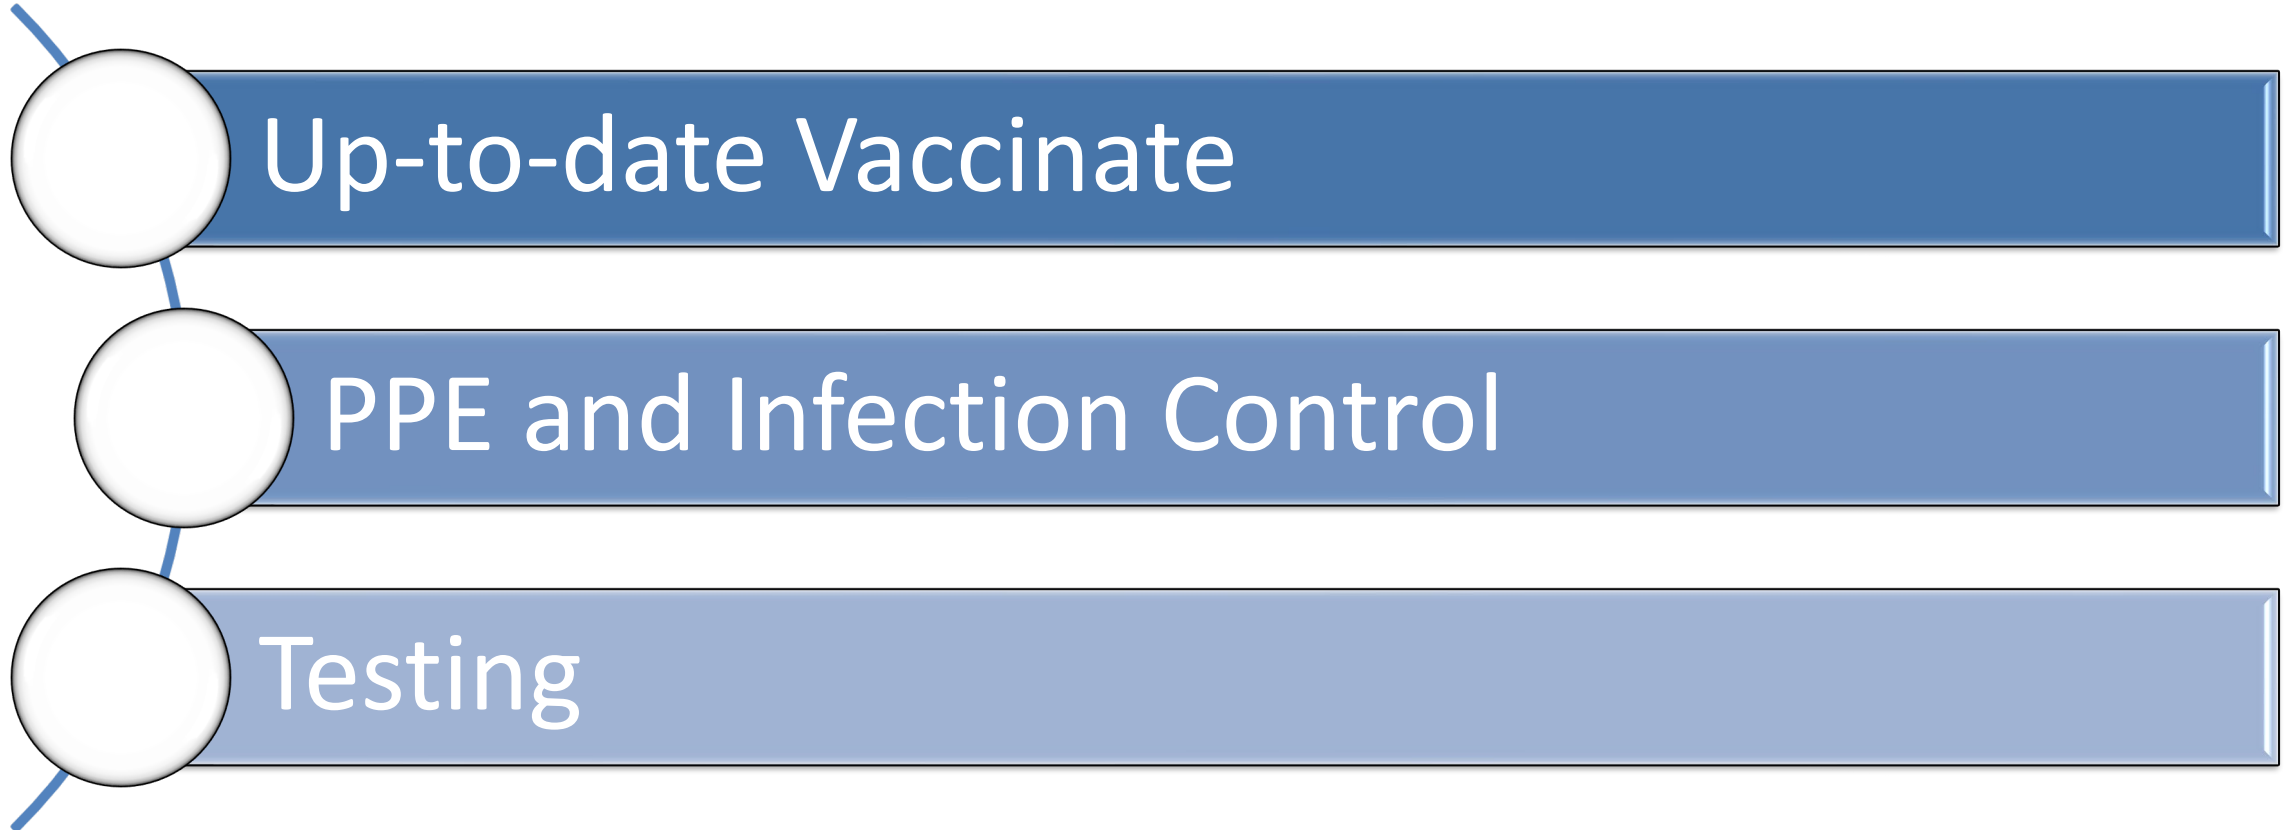 Up-to-date Vaccinate
PPE and Infection Control
Testing